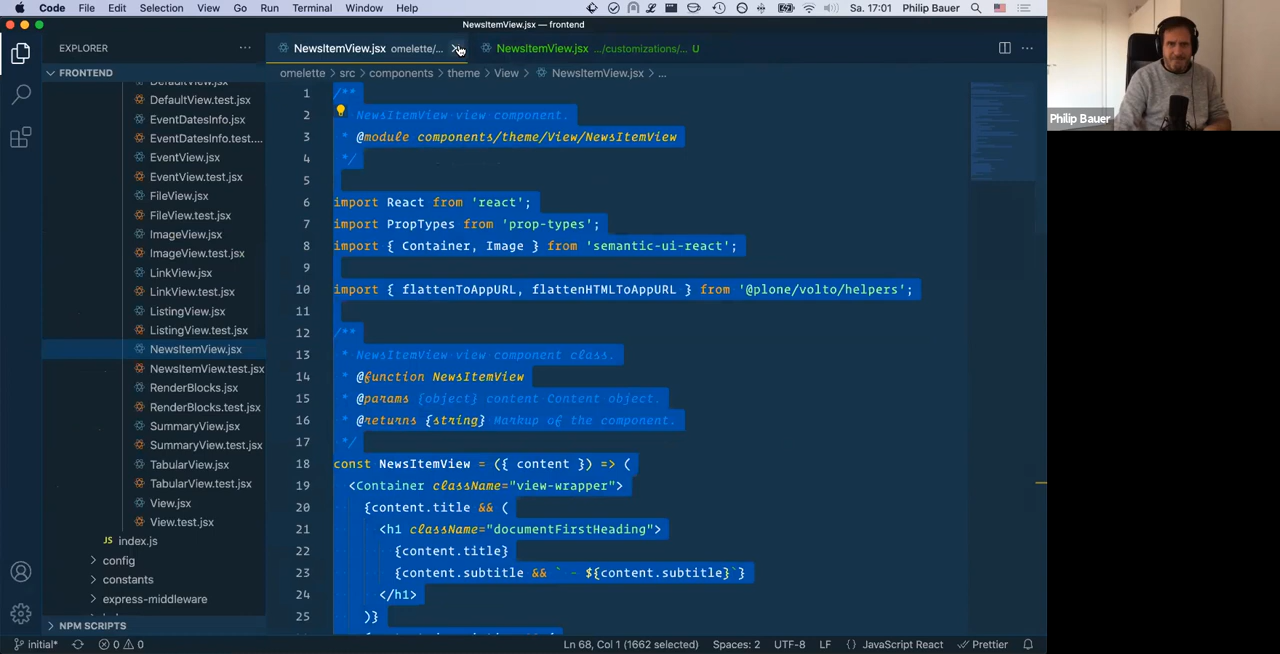 Code File Edit Selection View Go Run Terminal Window Help Sa. 17:01 Philip Bauer
NewsItemView.jsx — frontend
EXPLORER ···
NewsItemView.jsx omelette/...
NewsItemView.jsx .../customizations/... U
FRONTEND
omelette > src > components > theme > View > NewsItemView.jsx > ...
DefaultView.jsx
DefaultView.test.jsx
EventDatesInfo.jsx
EventDatesInfo.test....
EventView.jsx
EventView.test.jsx
FileView.jsx
FileView.test.jsx
ImageView.jsx
ImageView.test.jsx
LinkView.jsx
LinkView.test.jsx
ListingView.jsx
ListingView.test.jsx
NewsItemView.jsx
NewsItemView.test.jsx
RenderBlocks.jsx
RenderBlocks.test.jsx
SummaryView.jsx
SummaryView.test.jsx
TabularView.jsx
TabularView.test.jsx
View.jsx
View.test.jsx
JS index.js
config
constants
express-middleware
NPM SCRIPTS
1 /**
2 * NewsItemView view component.
3 * @module components/theme/View/NewsItemView
4 */
5
6 import React from 'react';
7 import PropTypes from 'prop-types';
8 import { Container, Image } from 'semantic-ui-react';
9
10 import { flattenToAppURL, flattenHTMLToAppURL } from '@plone/volto/helpers';
11
12 /**
13 * NewsItemView view component class.
14 * @function NewsItemView
15 * @params {object} content Content object.
16 * @returns {string} Markup of the component.
17 */
18 const NewsItemView = ({ content }) => (
19 <Container className="view-wrapper">
20 {content.title && (
21 <h1 className="documentFirstHeading">
22 {content.title}
23 {content.subtitle && ` - ${content.subtitle}`}
24 </h1>
25 )}
Philip Bauer
initial* 0 0 Ln 68, Col 1 (1662 selected) Spaces: 2 UTF-8 LF {} JavaScript React Prettier